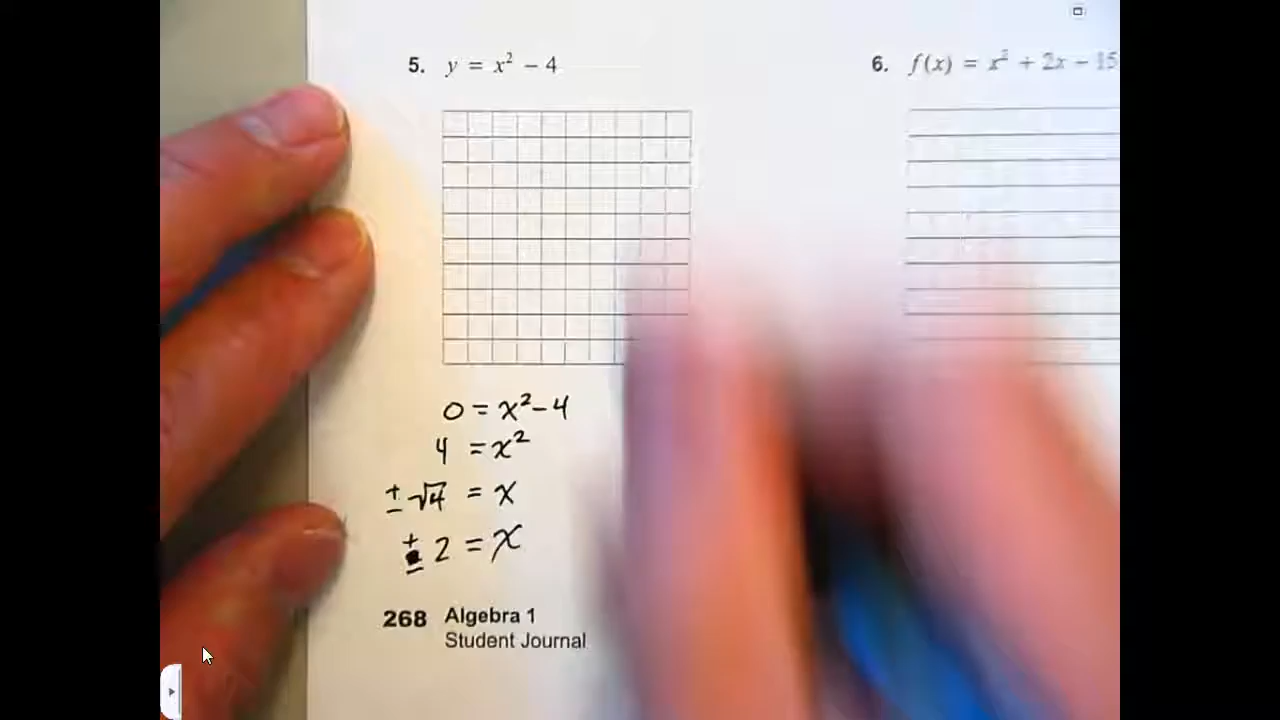 5. y = x² − 4
6. f(x) = x² + 2x − 15
0 = x² − 4
4 = x²
± √4 = x
± 2 = x
268 Algebra 1
Student Journal